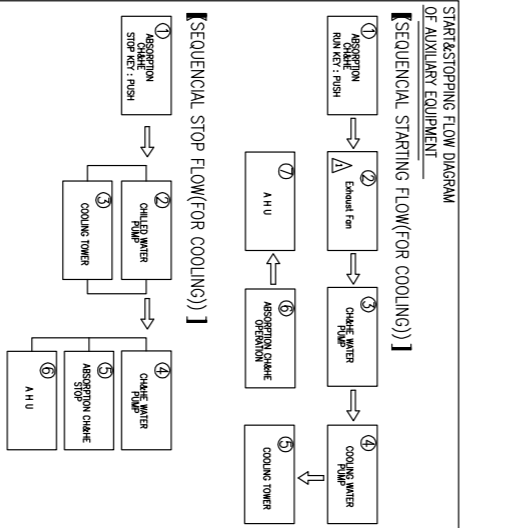 START&STOPPING FLOW DIAGRAM
OF AUXILIARY EQUIPMENT
【SEQUENCIAL STARTING FLOW(FOR COOLING)】
①
ABSORPTION
CH&HE
RUN KEY : PUSH
②
Exhaust Fan
1
③
CH&HE WATER
PUMP
④
COOLING WATER
PUMP
⑤
COOLING TOWER
⑥
ABSORPTION CH&HE
OPERATION
⑦
A H U
【SEQUENCIAL STOP FLOW(FOR COOLING)】
①
ABSORPTION
CH&HE
STOP KEY : PUSH
②
CHILLED WATER
PUMP
③
COOLING TOWER
④
CH&HE WATER
PUMP
⑤
ABSORPTION CH&HE
STOP
⑥
A H U